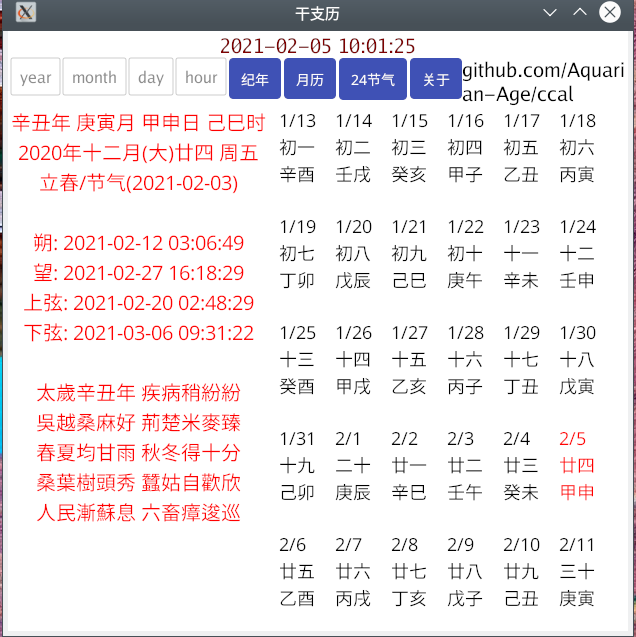 干支历
2021-02-05 10:01:25
year month day hour 纪年 月历 24节气 关于 github.com/Aquari
an-Age/ccal
辛丑年 庚寅月 甲申日 己巳时
2020年十二月(大)廿四 周五
立春/节气(2021-02-03)
朔: 2021-02-12 03:06:49
望: 2021-02-27 16:18:29
上弦: 2021-02-20 02:48:29
下弦: 2021-03-06 09:31:22
太歲辛丑年 疾病稍紛紛
吳越桑麻好 荊楚米麥臻
春夏均甘雨 秋冬得十分
桑葉樹頭秀 蠶姑自歡欣
人民漸蘇息 六畜瘴逡巡
1/13 1/14 1/15 1/16 1/17 1/18
初一 初二 初三 初四 初五 初六
辛酉 壬戌 癸亥 甲子 乙丑 丙寅
1/19 1/20 1/21 1/22 1/23 1/24
初七 初八 初九 初十 十一 十二
丁卯 戊辰 己巳 庚午 辛未 壬申
1/25 1/26 1/27 1/28 1/29 1/30
十三 十四 十五 十六 十七 十八
癸酉 甲戌 乙亥 丙子 丁丑 戊寅
1/31 2/1 2/2 2/3 2/4 2/5
十九 二十 廿一 廿二 廿三 廿四
己卯 庚辰 辛巳 壬午 癸未 甲申
2/6 2/7 2/8 2/9 2/10 2/11
廿五 廿六 廿七 廿八 廿九 三十
乙酉 丙戌 丁亥 戊子 己丑 庚寅